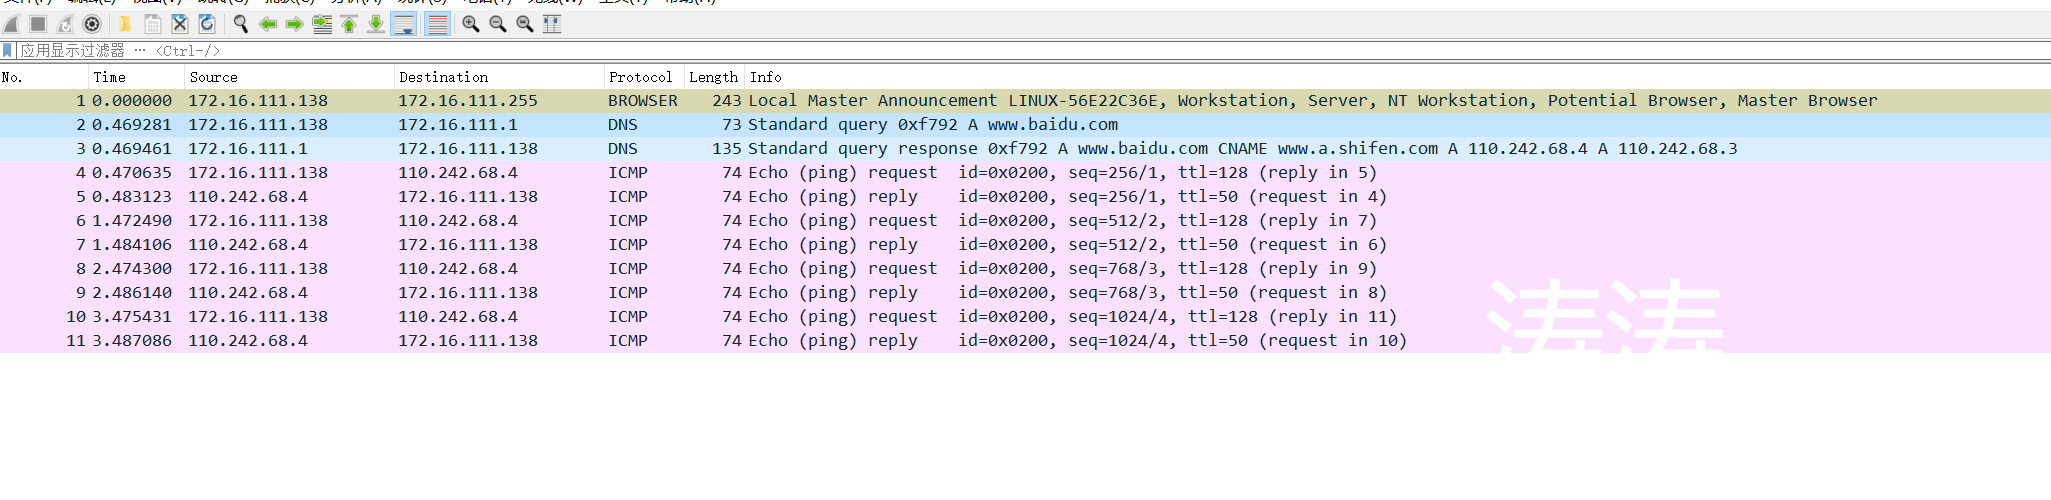 应用显示过滤器 … <Ctrl-/>
No. Time Source Destination Protocol Length Info
1 0.000000 172.16.111.138 172.16.111.255 BROWSER 243 Local Master Announcement LINUX-56E22C36E, Workstation, Server, NT Workstation, Potential Browser, Master Browser
2 0.469281 172.16.111.138 172.16.111.1 DNS 73 Standard query 0xf792 A www.baidu.com
3 0.469461 172.16.111.1 172.16.111.138 DNS 135 Standard query response 0xf792 A www.baidu.com CNAME www.a.shifen.com A 110.242.68.4 A 110.242.68.3
4 0.470635 172.16.111.138 110.242.68.4 ICMP 74 Echo (ping) request id=0x0200, seq=256/1, ttl=128 (reply in 5)
5 0.483123 110.242.68.4 172.16.111.138 ICMP 74 Echo (ping) reply id=0x0200, seq=256/1, ttl=50 (request in 4)
6 1.472490 172.16.111.138 110.242.68.4 ICMP 74 Echo (ping) request id=0x0200, seq=512/2, ttl=128 (reply in 7)
7 1.484106 110.242.68.4 172.16.111.138 ICMP 74 Echo (ping) reply id=0x0200, seq=512/2, ttl=50 (request in 6)
8 2.474300 172.16.111.138 110.242.68.4 ICMP 74 Echo (ping) request id=0x0200, seq=768/3, ttl=128 (reply in 9)
9 2.486140 110.242.68.4 172.16.111.138 ICMP 74 Echo (ping) reply id=0x0200, seq=768/3, ttl=50 (request in 8)
10 3.475431 172.16.111.138 110.242.68.4 ICMP 74 Echo (ping) request id=0x0200, seq=1024/4, ttl=128 (reply in 11)
11 3.487086 110.242.68.4 172.16.111.138 ICMP 74 Echo (ping) reply id=0x0200, seq=1024/4, ttl=50 (request in 10)
涛涛